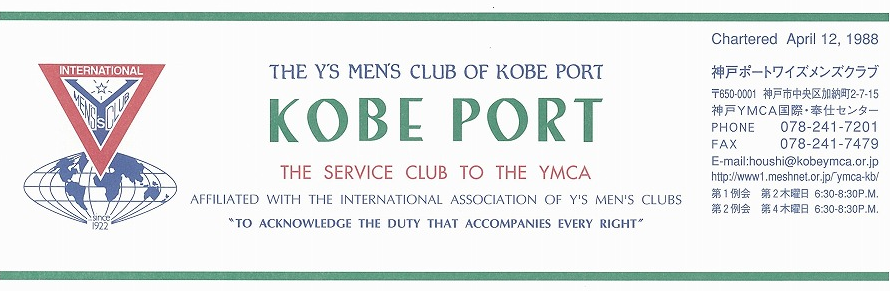 INTERNATIONAL
Y
MEN'S CLUB
S
since
1922
THE Y'S MEN'S CLUB OF KOBE PORT
KOBE PORT
THE SERVICE CLUB TO THE YMCA
AFFILIATED WITH THE INTERNATIONAL ASSOCIATION OF Y'S MEN'S CLUBS
"TO ACKNOWLEDGE THE DUTY THAT ACCOMPANIES EVERY RIGHT"
Chartered April 12, 1988
神戸ポートワイズメンズクラブ
〒650-0001 神戸市中央区加納町2-7-15
神戸YMCA国際・奉仕センター
PHONE 078-241-7201
FAX 078-241-7479
E-mail:houshi@kobeymca.or.jp
http://www1.meshnet.or.jp/~ymca-kb/
第1例会 第2木曜日 6:30-8:30P.M.
第2例会 第4木曜日 6:30-8:30P.M.